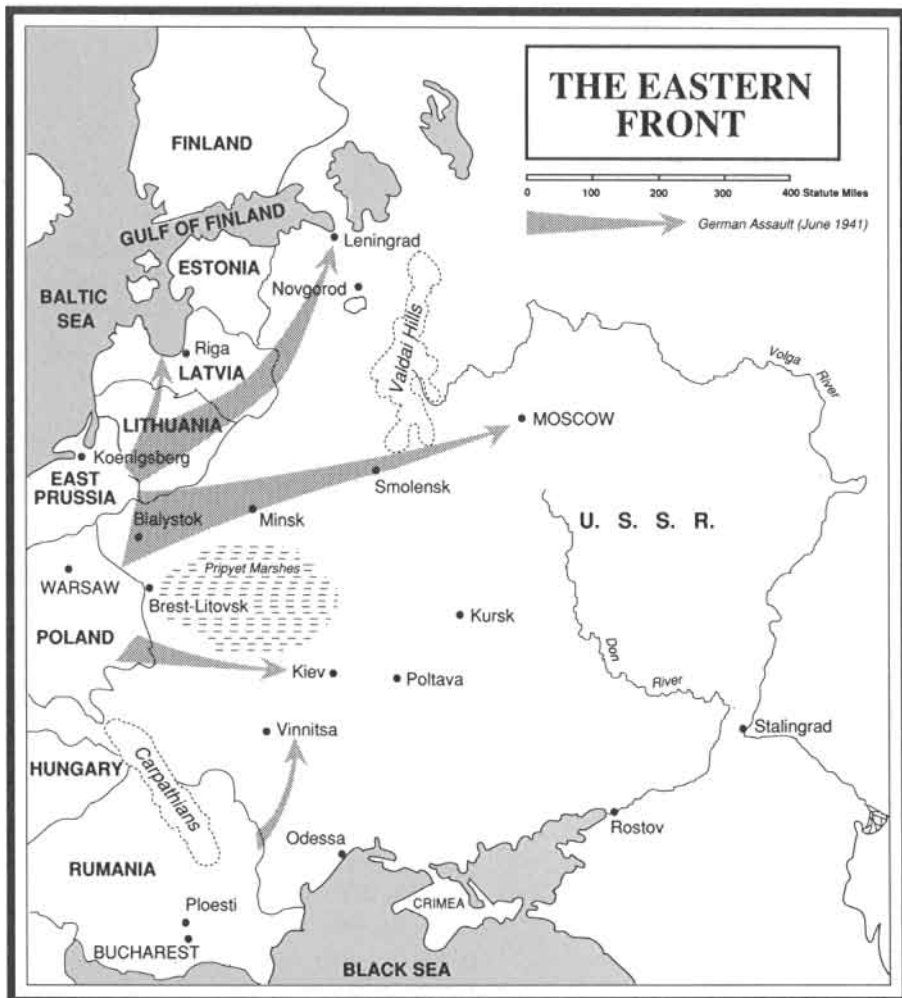 THE EASTERN
FRONT
0 100 200 300 400 Statute Miles
German Assault (June 1941)
FINLAND
GULF OF FINLAND
Leningrad
ESTONIA
Novgorod
BALTIC
SEA
Valdai Hills
Volga
River
Riga
LATVIA
LITHUANIA
MOSCOW
Koenigsberg
EAST
PRUSSIA
Smolensk
Bialystok
Minsk
U. S. S. R.
Pripyet Marshes
WARSAW
Brest-Litovsk
Kursk
POLAND
Don
River
Kiev
Poltava
Vinnitsa
Stalingrad
HUNGARY
Carpathians
Rostov
Odessa
RUMANIA
CRIMEA
Ploesti
BUCHAREST
BLACK SEA